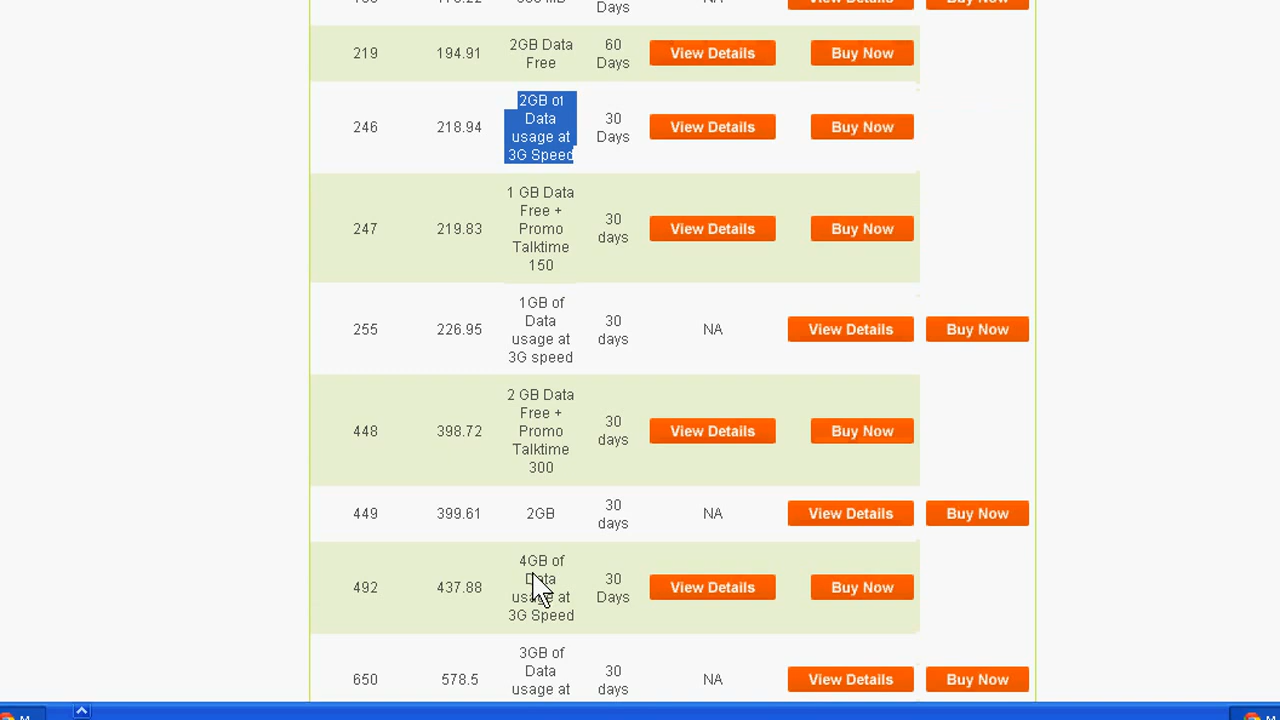 Days
219 194.91 2GB Data Free 60 Days View Details Buy Now
246 218.94 2GB of Data usage at 3G Speed 30 Days View Details Buy Now
247 219.83 1 GB Data Free + Promo Talktime 150 30 days View Details Buy Now
255 226.95 1GB of Data usage at 3G speed 30 days NA View Details Buy Now
448 398.72 2 GB Data Free + Promo Talktime 300 30 days View Details Buy Now
449 399.61 2GB 30 days NA View Details Buy Now
492 437.88 4GB of Data usage at 3G Speed 30 Days View Details Buy Now
650 578.5 3GB of Data usage at 30 days NA View Details Buy Now